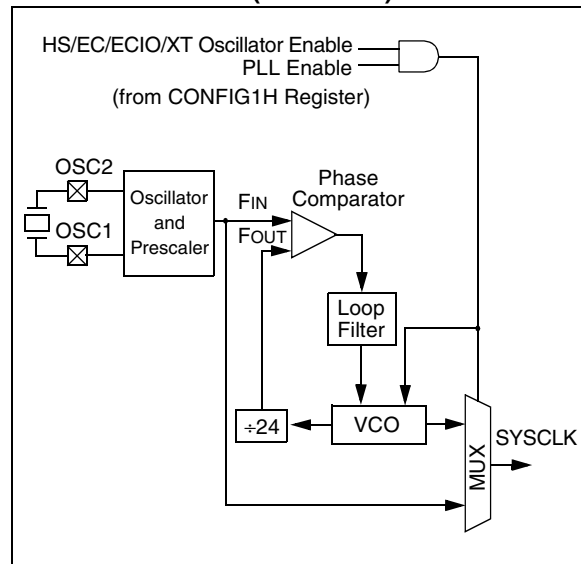 HS/EC/ECIO/XT Oscillator Enable
PLL Enable
(from CONFIG1H Register)
OSC2
OSC1
Oscillator
and
Prescaler
FIN
FOUT
Phase
Comparator
Loop
Filter
÷24
VCO
MUX
SYSCLK